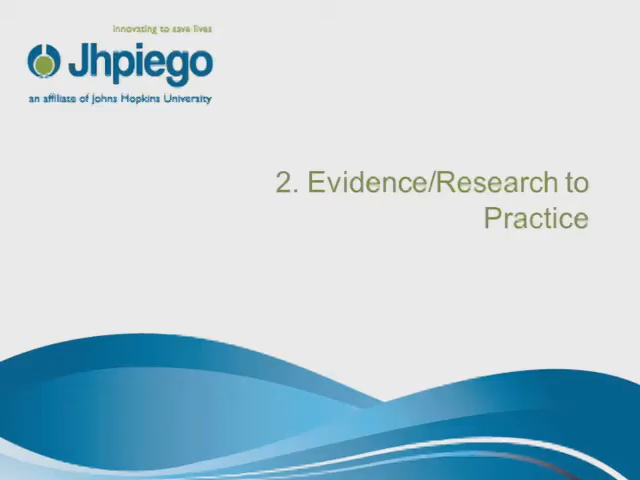 innovating to save lives
Jhpiego
an affiliate of Johns Hopkins University
2. Evidence/Research to
Practice